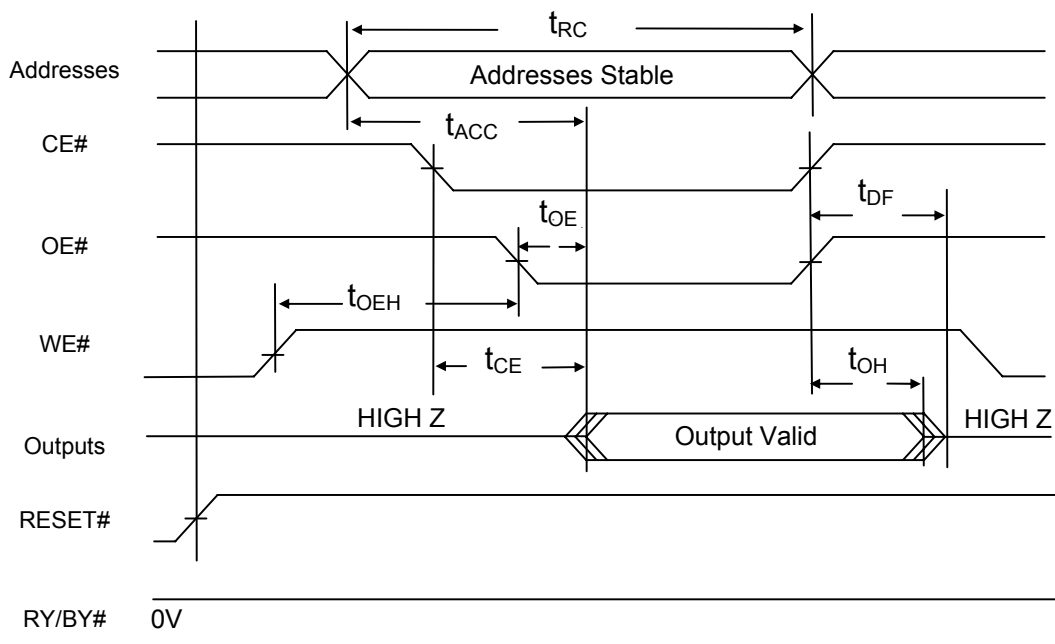 tRC
Addresses
Addresses Stable
tACC
CE#
tDF
tOE
OE#
tOEH
WE#
tCE
tOH
HIGH Z
HIGH Z
Outputs
Output Valid
RESET#
RY/BY# 0V